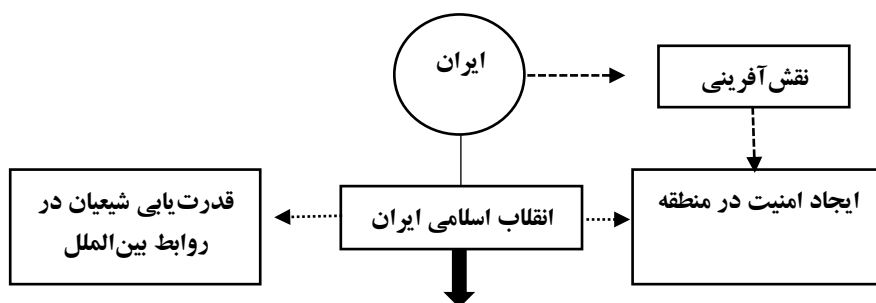 ایران
نقش‌آفرینی
ایجاد امنیت در منطقه
انقلاب اسلامی ایران
قدرت‌یابی شیعیان در
روابط بین‌الملل